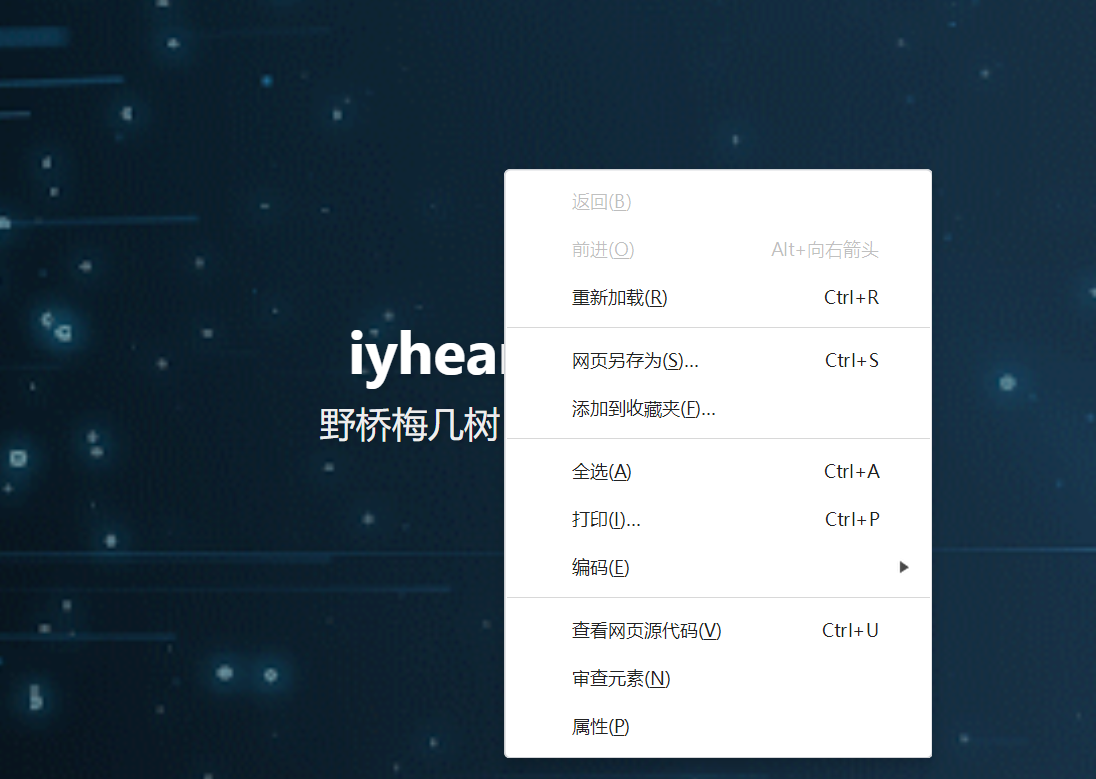 返回(B)
前进(O) Alt+向右箭头
重新加载(R) Ctrl+R
网页另存为(S)... Ctrl+S
添加到收藏夹(F)...
全选(A) Ctrl+A
打印(I)... Ctrl+P
编码(E)
查看网页源代码(V) Ctrl+U
审查元素(N)
属性(P)
iyhear
野桥梅几树